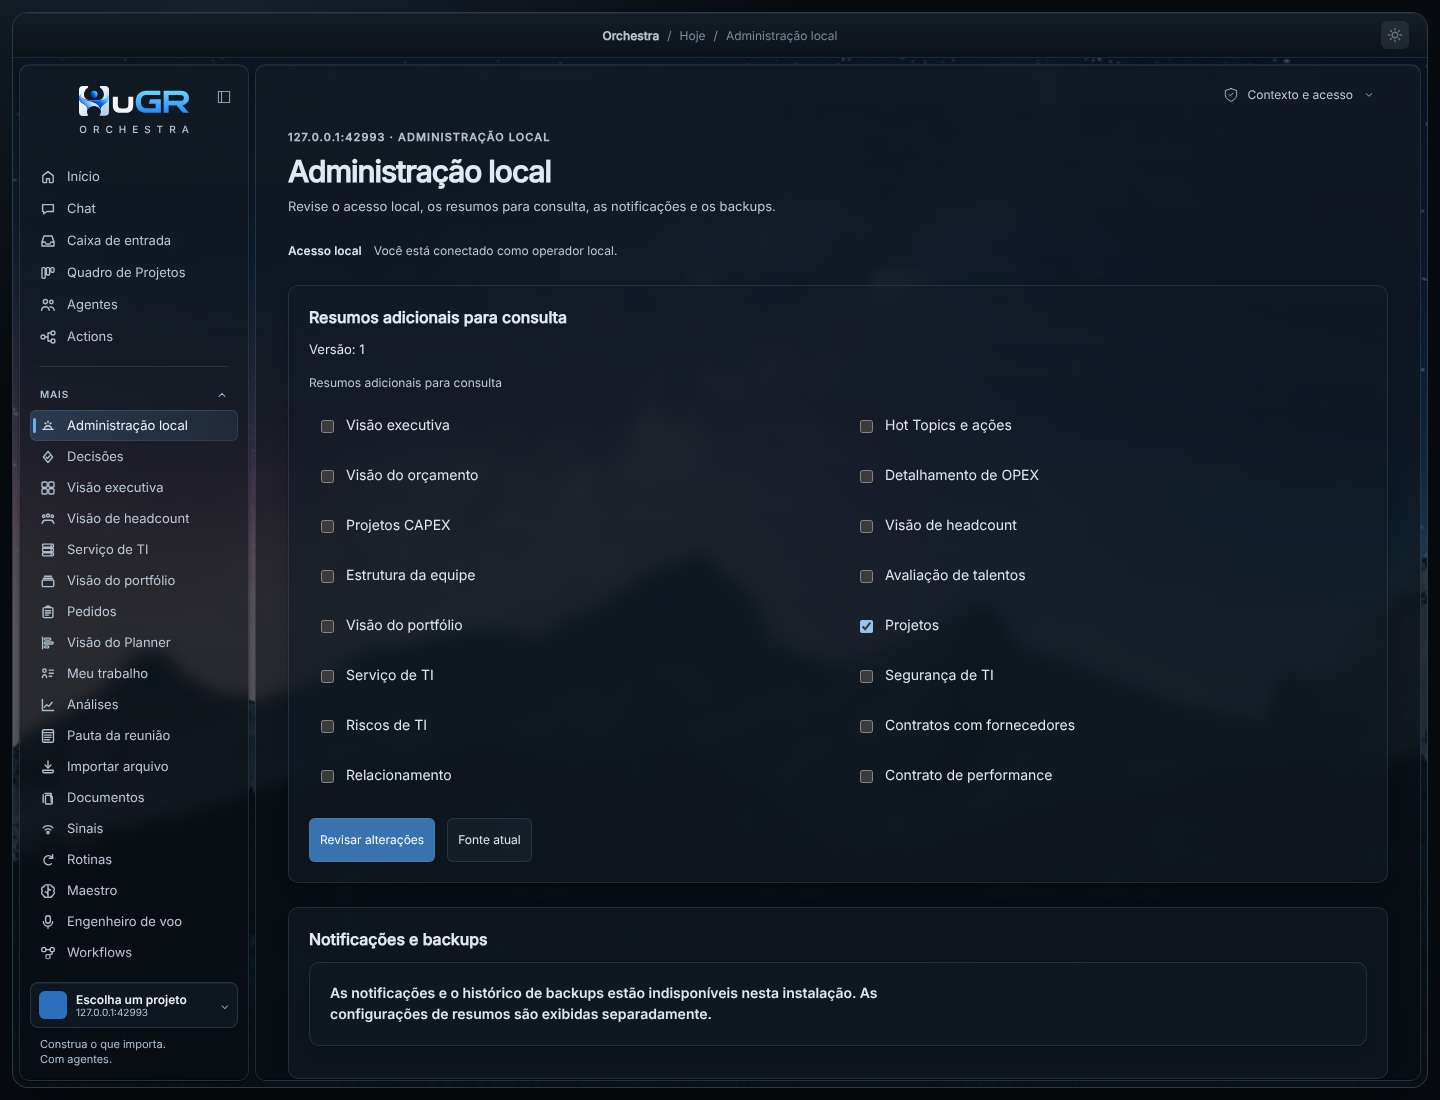 Orchestra / Hoje / Administração local
HuGR
ORCHESTRA
Início
Chat
Caixa de entrada
Quadro de Projetos
Agentes
Actions
MAIS
Administração local
Decisões
Visão executiva
Visão de headcount
Serviço de TI
Visão do portfólio
Pedidos
Visão do Planner
Meu trabalho
Análises
Pauta da reunião
Importar arquivo
Documentos
Sinais
Rotinas
Maestro
Engenheiro de voo
Workflows
Escolha um projeto
127.0.0.1:42993
Construa o que importa.
Com agentes.
Contexto e acesso
127.0.0.1:42993 · ADMINISTRAÇÃO LOCAL
Administração local
Revise o acesso local, os resumos para consulta, as notificações e os backups.
Acesso local Você está conectado como operador local.
Resumos adicionais para consulta
Versão: 1
Resumos adicionais para consulta
Visão executiva
Hot Topics e ações
Visão do orçamento
Detalhamento de OPEX
Projetos CAPEX
Visão de headcount
Estrutura da equipe
Avaliação de talentos
Visão do portfólio
Projetos
Serviço de TI
Segurança de TI
Riscos de TI
Contratos com fornecedores
Relacionamento
Contrato de performance
Revisar alterações
Fonte atual
Notificações e backups
As notificações e o histórico de backups estão indisponíveis nesta instalação. As
configurações de resumos são exibidas separadamente.